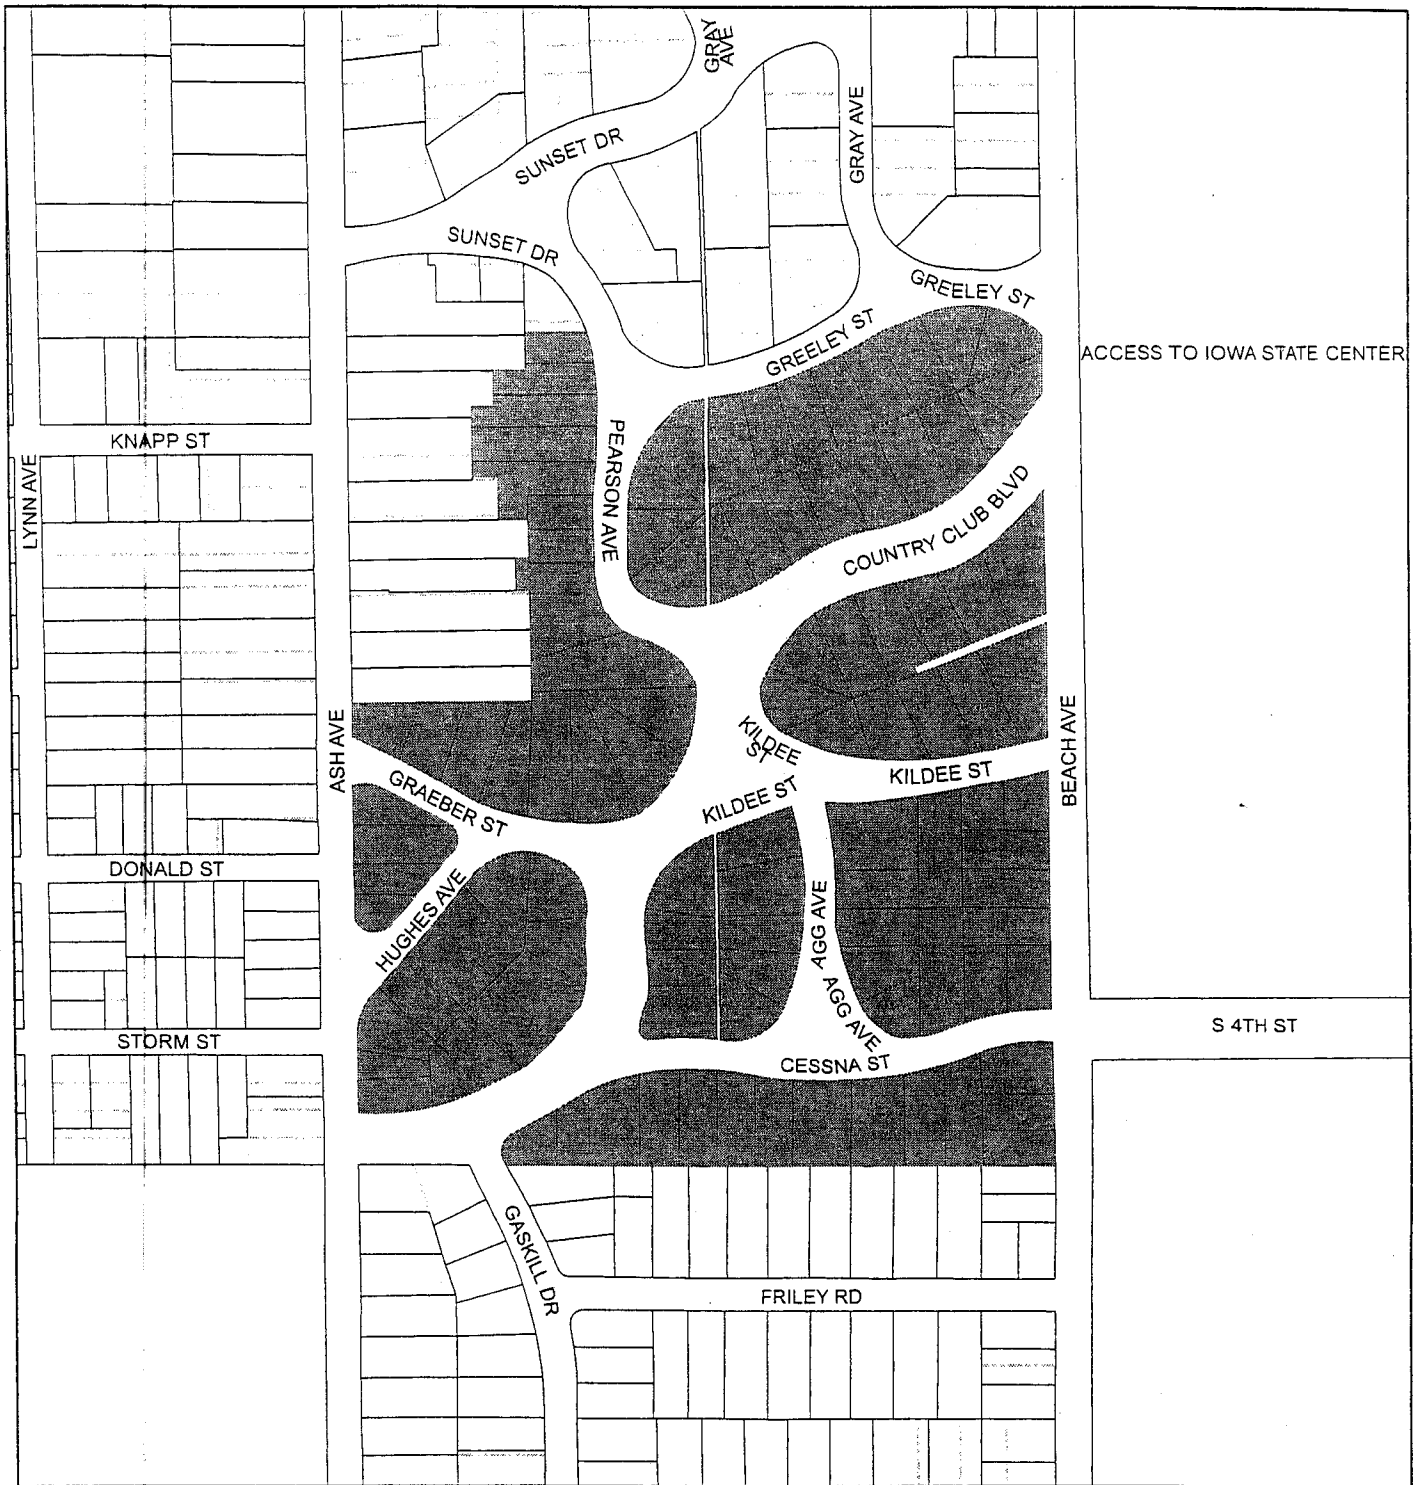 GRAY
AVE
GRAY AVE
SUNSET DR
SUNSET DR
GREELEY ST
GREELEY ST
ACCESS TO IOWA STATE CENTER
KNAPP ST
LYNN AVE
PEARSON AVE
COUNTRY CLUB BLVD
ASH AVE
KILDEE
ST
KILDEE ST
KILDEE ST
BEACH AVE
GRAEBER ST
DONALD ST
HUGHES AVE
AGG AVE
AGG AVE
S 4TH ST
STORM ST
CESSNA ST
GASKILL DR
FRILEY RD